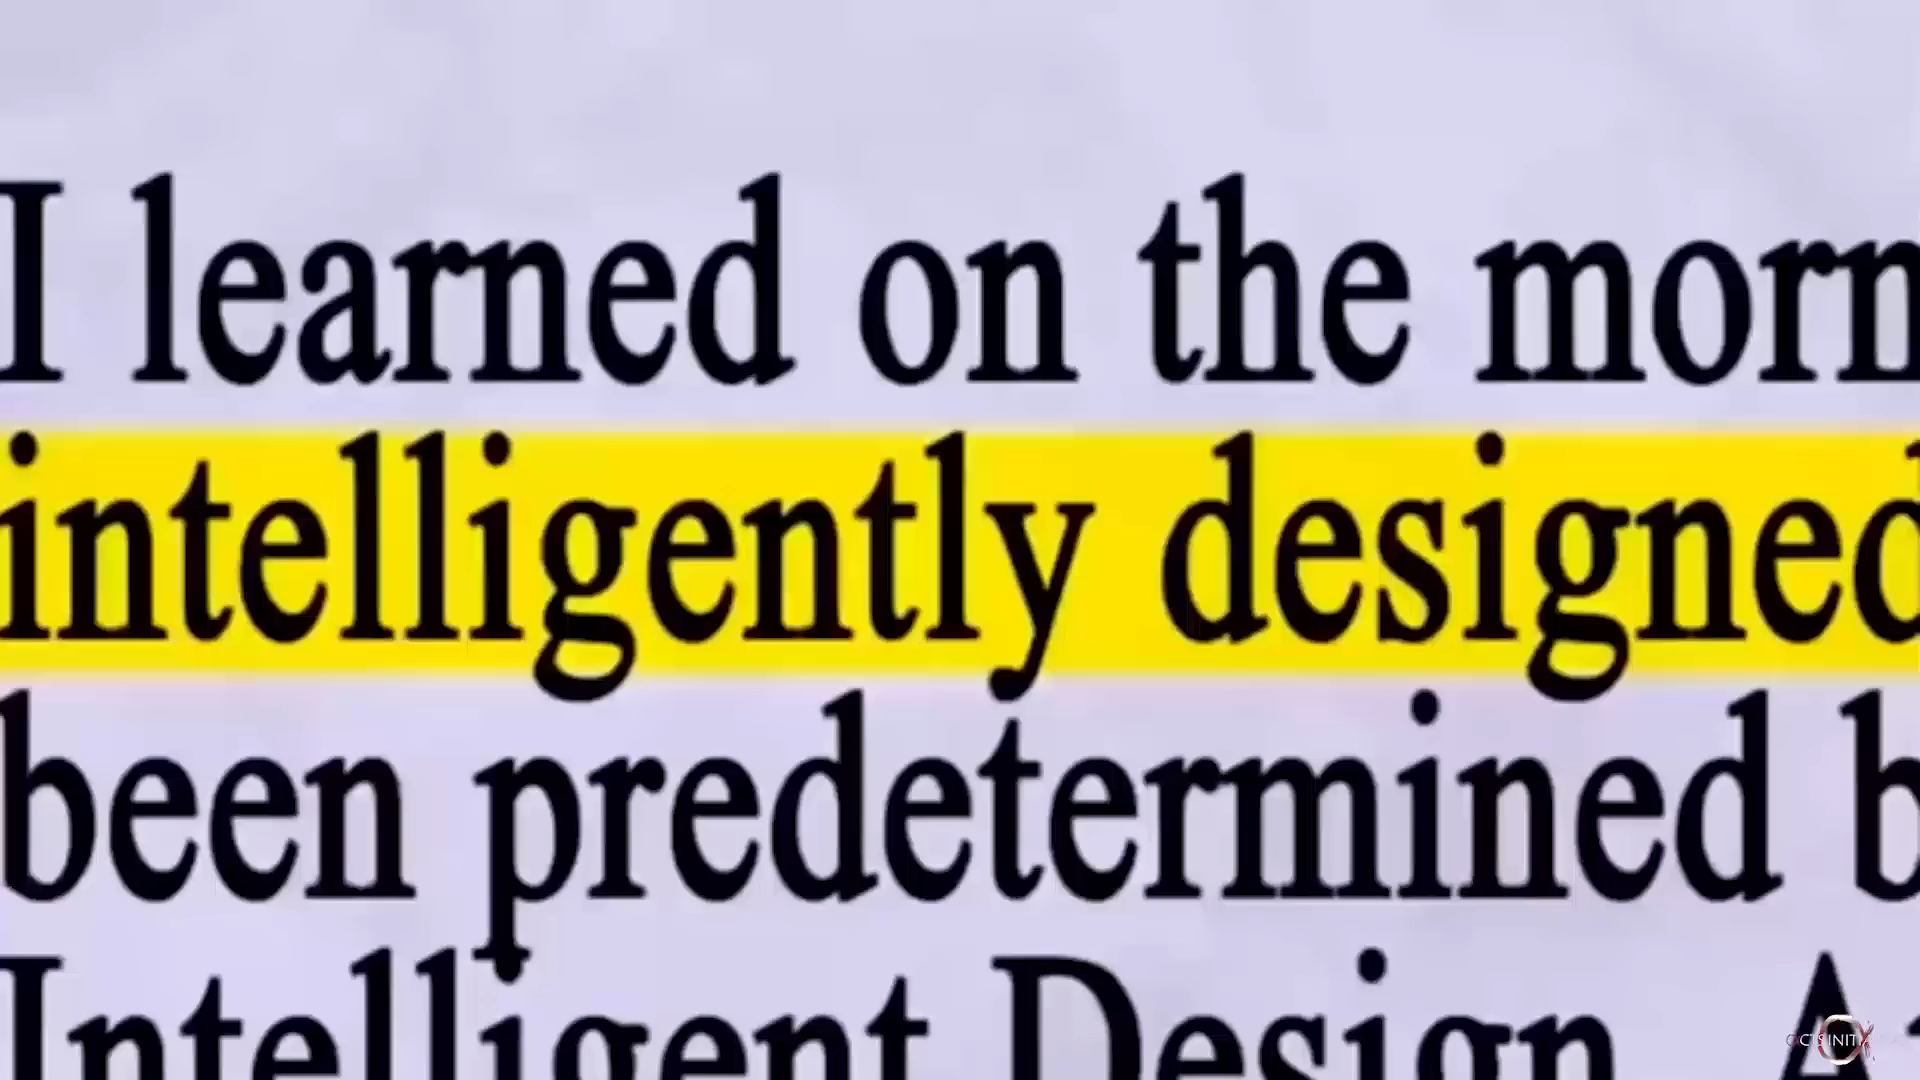 I learned on the morn
intelligently designed
been predetermined b
Intelligent Design. A